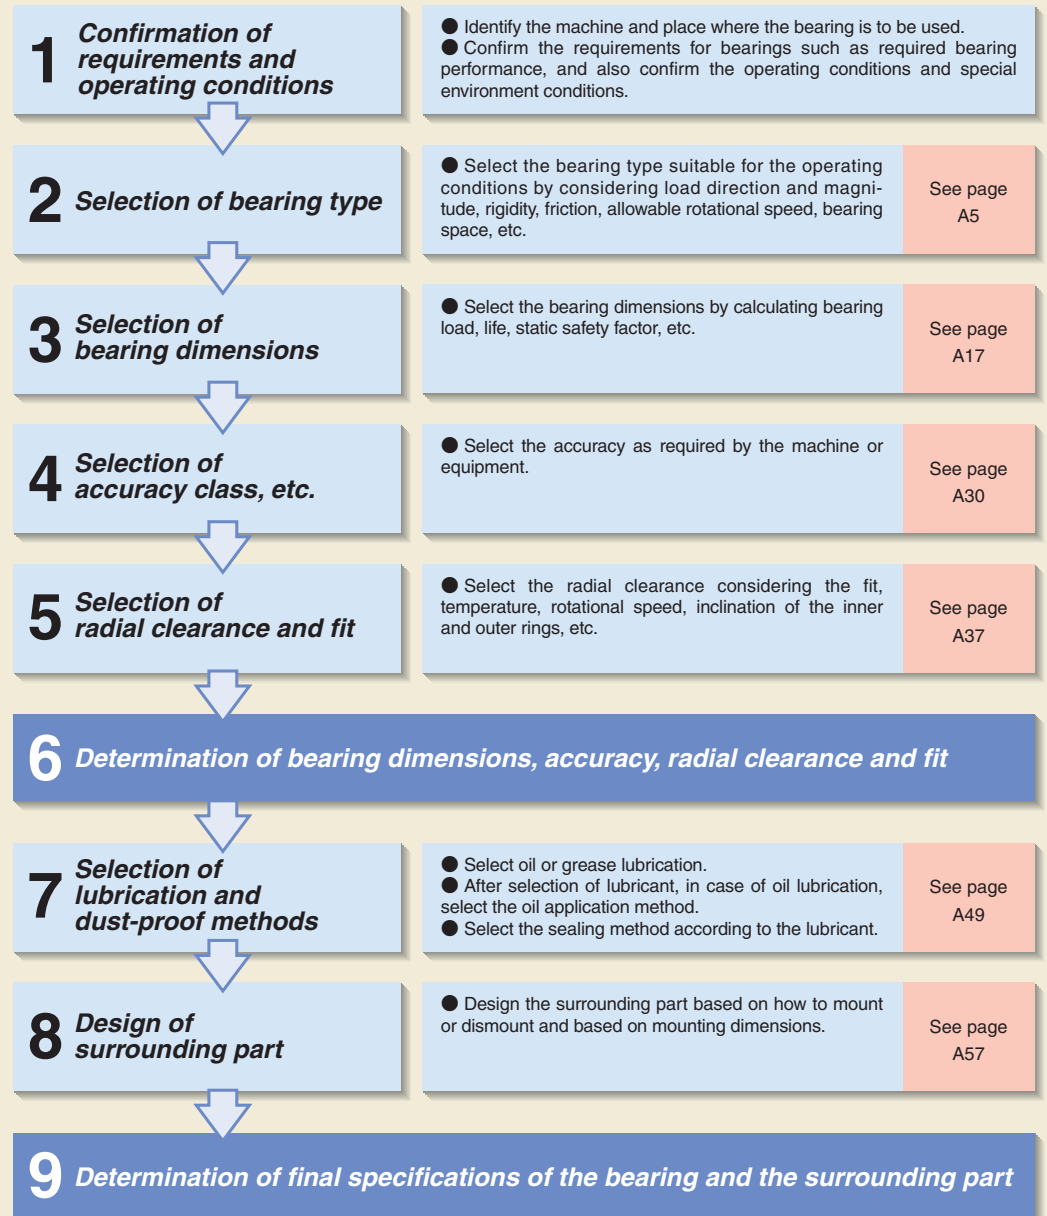 1
Confirmation of
requirements and
operating conditions
● Identify the machine and place where the bearing is to be used.
● Confirm the requirements for bearings such as required bearing
performance, and also confirm the operating conditions and special
environment conditions.
2 Selection of bearing type
● Select the bearing type suitable for the operating
conditions by considering load direction and magni-
tude, rigidity, friction, allowable rotational speed, bearing
space, etc.
See page
A5
3
Selection of
bearing dimensions
● Select the bearing dimensions by calculating bearing
load, life, static safety factor, etc.
See page
A17
4
Selection of
accuracy class, etc.
● Select the accuracy as required by the machine or
equipment.
See page
A30
5
Selection of
radial clearance and fit
● Select the radial clearance considering the fit,
temperature, rotational speed, inclination of the inner
and outer rings, etc.
See page
A37
6 Determination of bearing dimensions, accuracy, radial clearance and fit
7
Selection of
lubrication and
dust-proof methods
● Select oil or grease lubrication.
● After selection of lubricant, in case of oil lubrication,
select the oil application method.
● Select the sealing method according to the lubricant.
See page
A49
8
Design of
surrounding part
● Design the surrounding part based on how to mount
or dismount and based on mounting dimensions.
See page
A57
9 Determination of final specifications of the bearing and the surrounding part